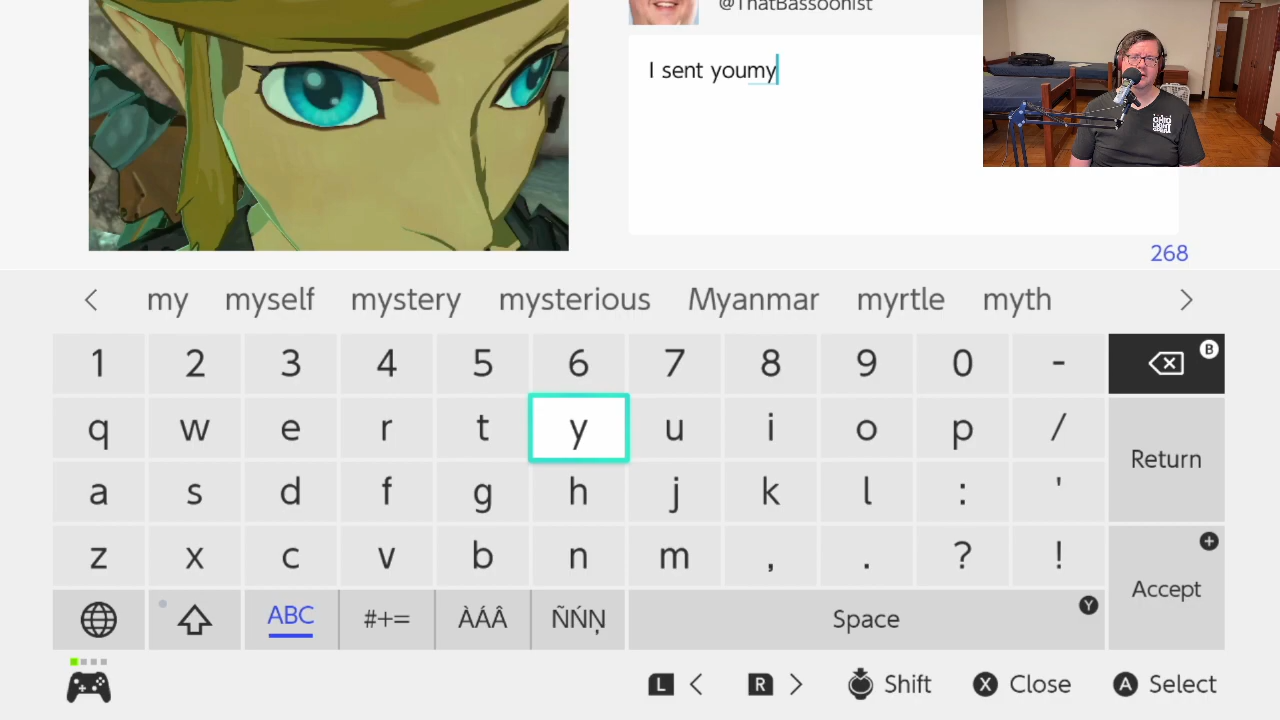 @ThatBassoonist
I sent youmy
268
< my myself mystery mysterious Myanmar myrtle myth >
1 2 3 4 5 6 7 8 9 0 - B
q w e r t y u i o p /
Return
a s d f g h j k l : '
z x c v b n m , . ? ! +
Accept
ABC #+= ÀÁÂ ÑŃŅ Space Y
L < R > Shift X Close A Select